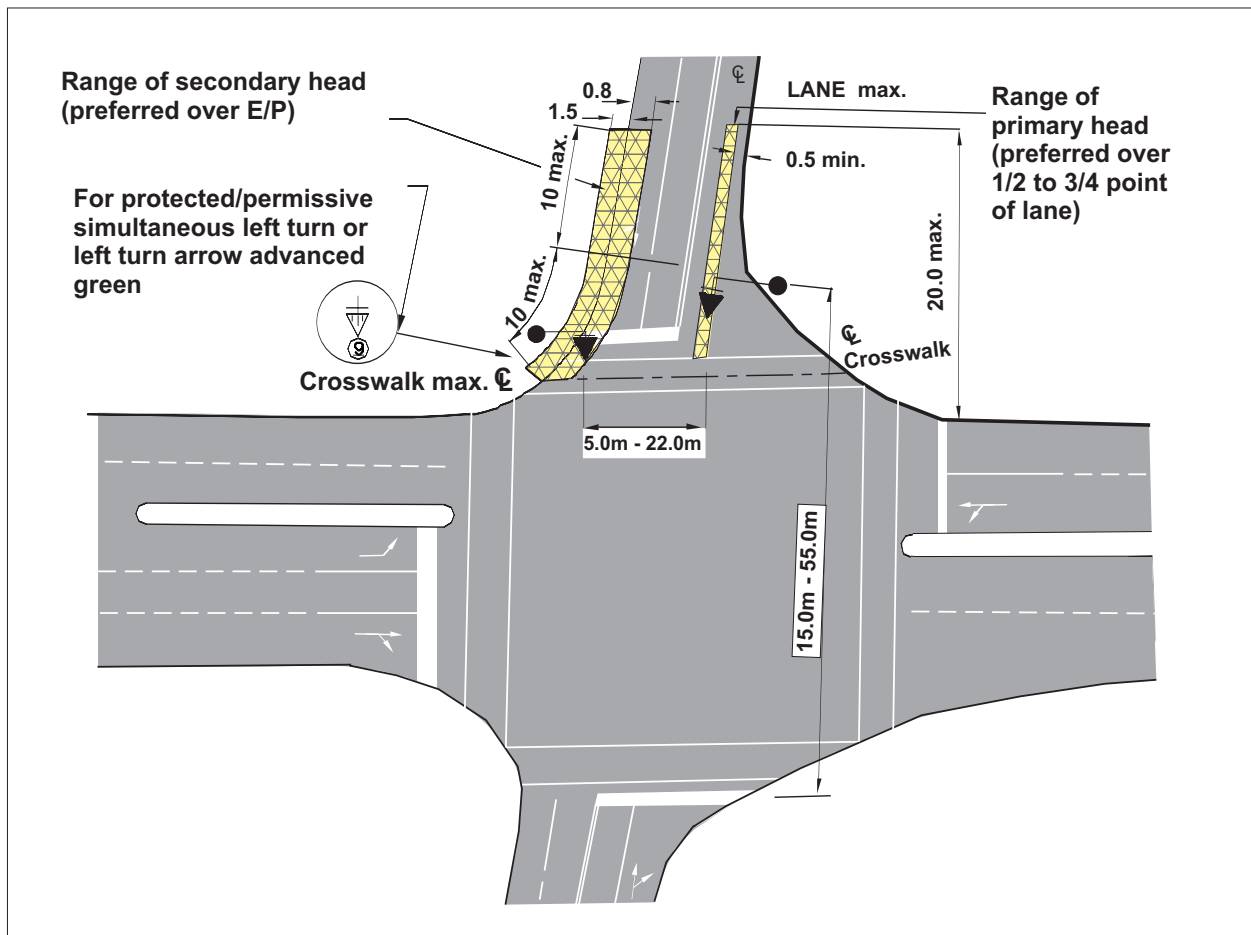 Range of secondary head
(preferred over E/P)
0.8
1.5
10 max.
10 max.
℄
LANE max.
0.5 min.
Range of
primary head
(preferred over
1/2 to 3/4 point
of lane)
For protected/permissive
simultaneous left turn or
left turn arrow advanced
green
9
Crosswalk max. ℄
℄
Crosswalk
20.0 max.
5.0m - 22.0m
15.0m - 55.0m